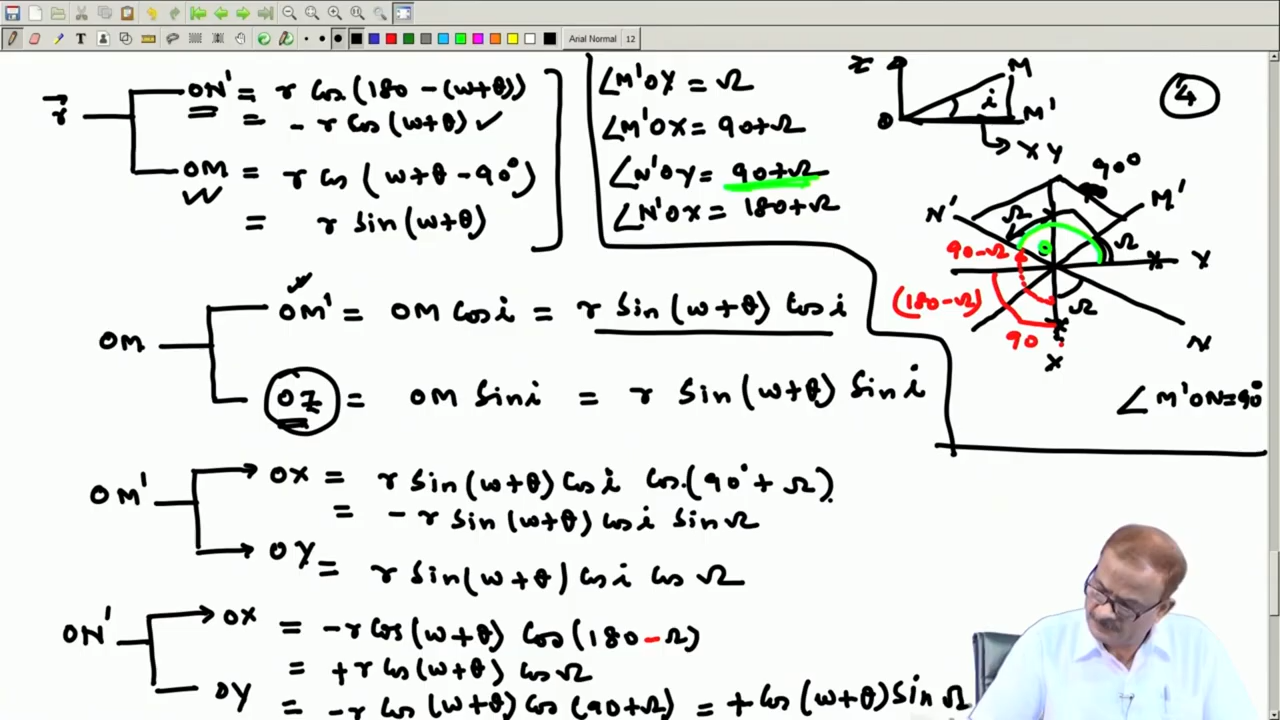 Arial Normal 12
r⃗ ON' = r Cos(180 - (ω+θ))
= - r Cos(ω+θ) ✓
OM = r Cos (ω+θ - 90°)
= r Sin(ω+θ)
∠M'OY = Ω
∠M'OX = 90+Ω
∠N'OY = 90+Ω
∠N'OX = 180+Ω
Z
M
i
O
M'
XY
4
Y
90°
N'
M'
Ω
Ω
90-Ω
θ
X
(180-Ω)
Ω
90
N
X
∠M'ON=90°
OM OM' = OM Cos i = r Sin (ω+θ) Cos i
OZ = OM Sin i = r Sin (ω+θ) Sin i
OM' OX = r Sin(ω+θ) Cos i Cos.(90°+ Ω)
= - r Sin(ω+θ) Cos i Sin Ω
OY = r Sin(ω+θ) Cos i Cos Ω
ON' OX = -r Cos(ω+θ) Cos(180-Ω)
= +r Cos(ω+θ) Cos Ω
OY = -r Cos(ω+θ) Cos(90+Ω) = +Cos(ω+θ) Sin Ω